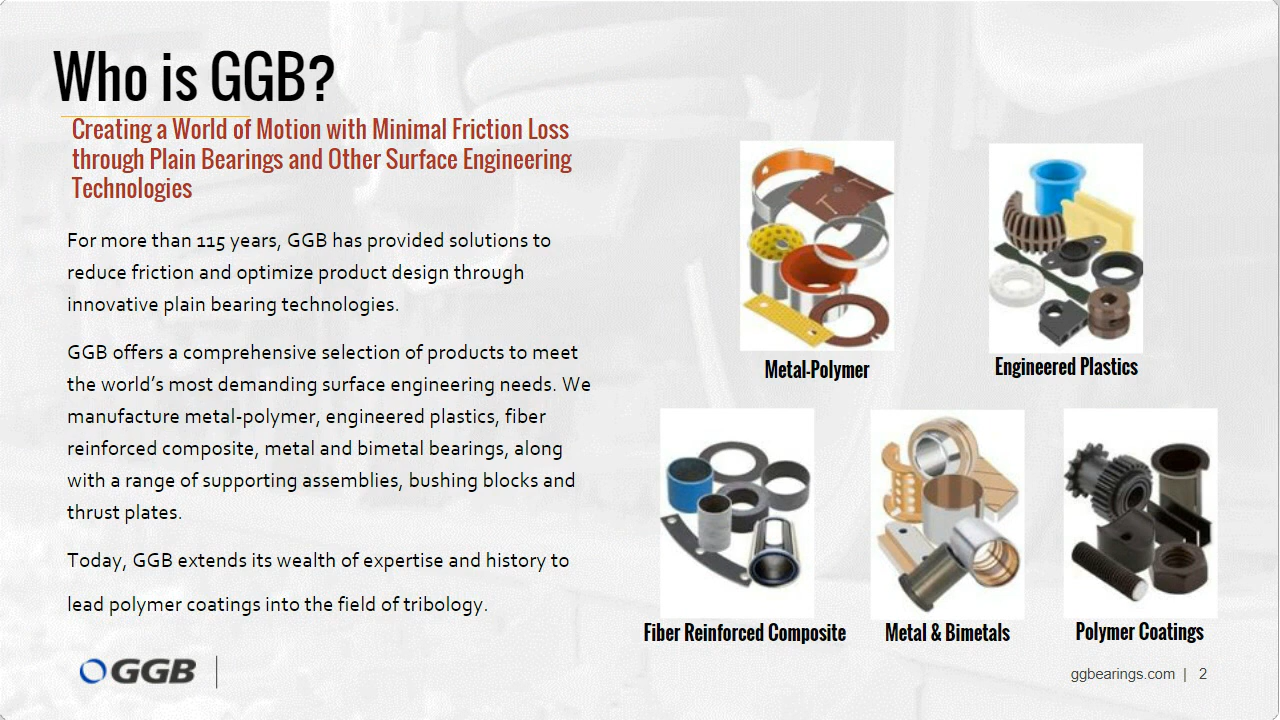 Who is GGB?
Creating a World of Motion with Minimal Friction Loss
through Plain Bearings and Other Surface Engineering
Technologies
For more than 115 years, GGB has provided solutions to
reduce friction and optimize product design through
innovative plain bearing technologies.
GGB offers a comprehensive selection of products to meet
the world’s most demanding surface engineering needs. We
manufacture metal-polymer, engineered plastics, fiber
reinforced composite, metal and bimetal bearings, along
with a range of supporting assemblies, bushing blocks and
thrust plates.
Today, GGB extends its wealth of expertise and history to
lead polymer coatings into the field of tribology.
Metal-Polymer
Engineered Plastics
Fiber Reinforced Composite
Metal & Bimetals
Polymer Coatings
GGB
ggbearings.com | 2